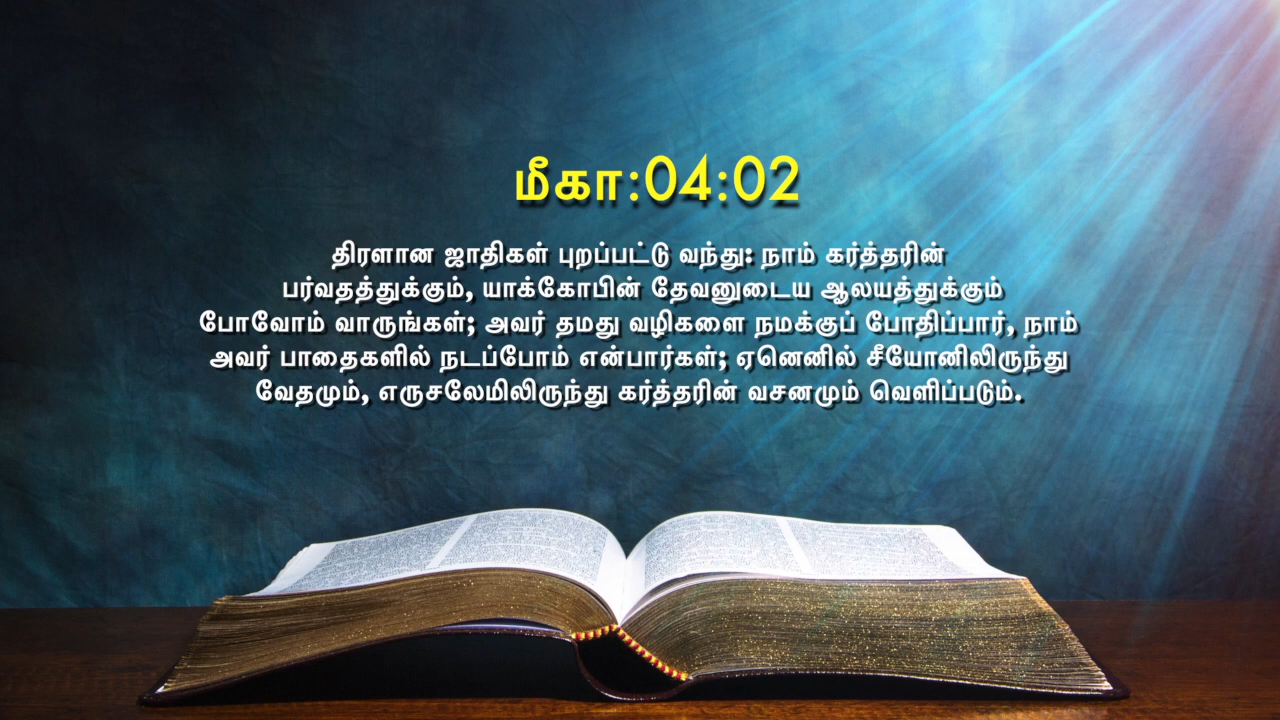 மீகா:04:02
திரளான ஜாதிகள் புறப்பட்டு வந்து: நாம் கர்த்தரின்
பர்வதத்துக்கும், யாக்கோபின் தேவனுடைய ஆலயத்துக்கும்
போவோம் வாருங்கள்; அவர் தமது வழிகளை நமக்குப் போதிப்பார், நாம்
அவர் பாதைகளில் நடப்போம் என்பார்கள்; ஏனெனில் சீயோனிலிருந்து
வேதமும், எருசலேமிலிருந்து கர்த்தரின் வசனமும் வெளிப்படும்.